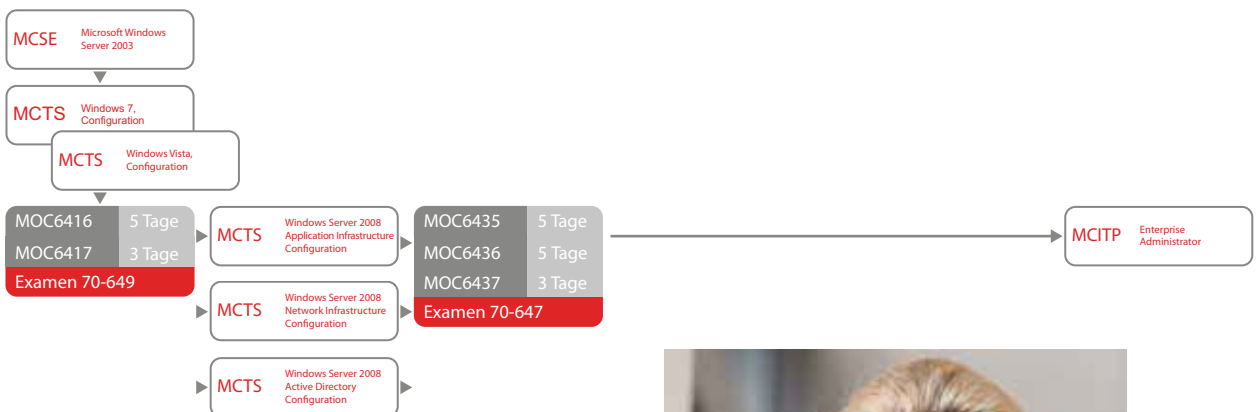 MCSE
Microsoft Windows
Server 2003
MCTS
Windows 7,
Configuration
MCTS
Windows Vista,
Configuration
MOC6416 5 Tage
MOC6417 3 Tage
Examen 70-649
MCTS
Windows Server 2008
Application Infrastructure
Configuration
MCTS
Windows Server 2008
Network Infrastructure
Configuration
MCTS
Windows Server 2008
Active Directory
Configuration
MOC6435 5 Tage
MOC6436 5 Tage
MOC6437 3 Tage
Examen 70-647
MCITP
Enterprise
Administrator